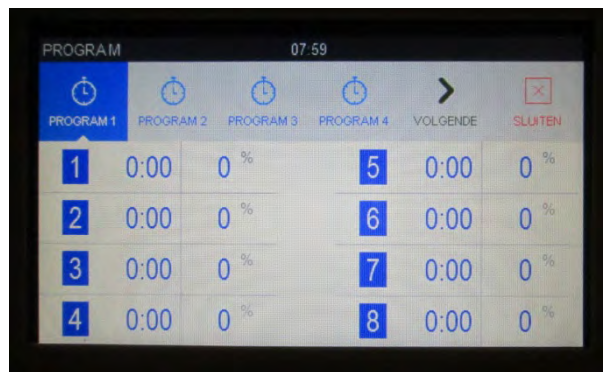 PROGRAM 07:59
PROGRAM 1 PROGRAM 2 PROGRAM 3 PROGRAM 4 VOLGENDE SLUITEN
1 0:00 0 % 5 0:00 0 %
2 0:00 0 % 6 0:00 0 %
3 0:00 0 % 7 0:00 0 %
4 0:00 0 % 8 0:00 0 %